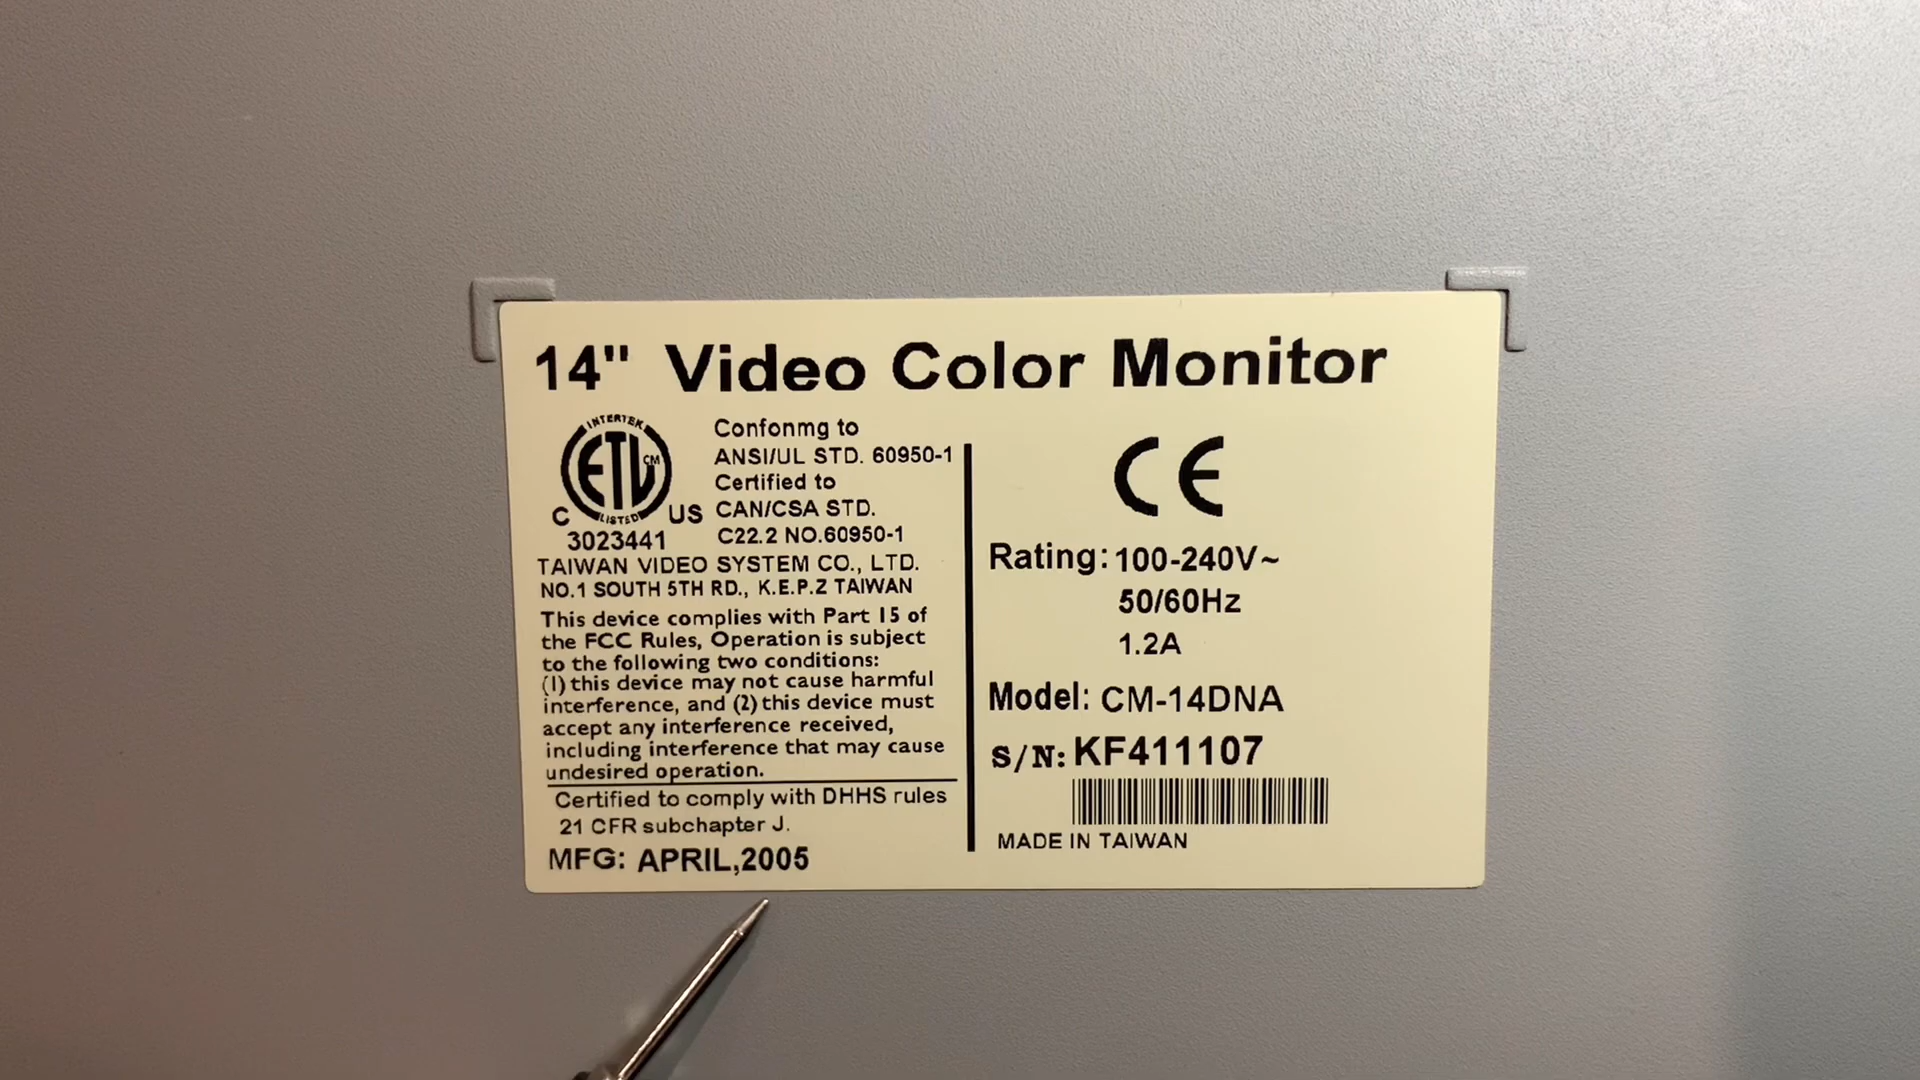 14" Video Color Monitor
INTERTEK
ETL CM
LISTED
C US
3023441
Confonmg to
ANSI/UL STD. 60950-1
Certified to
CAN/CSA STD.
C22.2 NO.60950-1
TAIWAN VIDEO SYSTEM CO., LTD.
NO.1 SOUTH 5TH RD., K.E.P.Z TAIWAN
This device complies with Part 15 of
the FCC Rules, Operation is subject
to the following two conditions:
(1) this device may not cause harmful
interference, and (2) this device must
accept any interference received,
including interference that may cause
undesired operation.
Certified to comply with DHHS rules
21 CFR subchapter J.
MFG: APRIL,2005
CE
Rating: 100-240V~
50/60Hz
1.2A
Model: CM-14DNA
S/N: KF411107
MADE IN TAIWAN